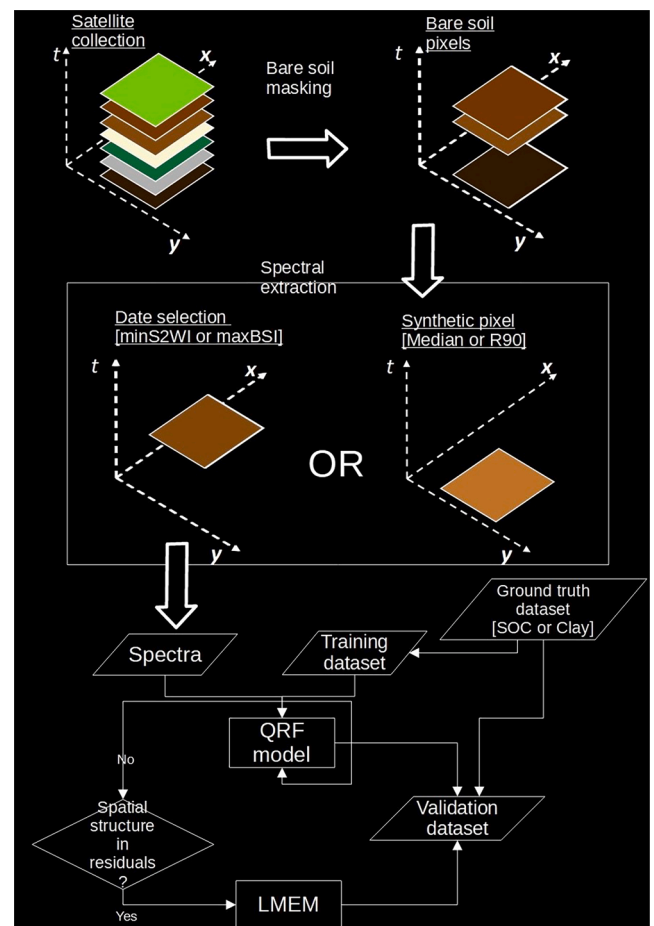 Satellite
collection
t
x
y
Bare soil
masking
Bare soil
pixels
t
x
y
Spectral
extraction
Date selection
[minS2WI or maxBSI]
t
x
y
OR
Synthetic pixel
[Median or R90]
t
x
y
Ground truth
dataset
[SOC or Clay]
Spectra
Training
dataset
QRF
model
No
Spatial
structure
in
residuals
?
Validation
dataset
Yes
LMEM